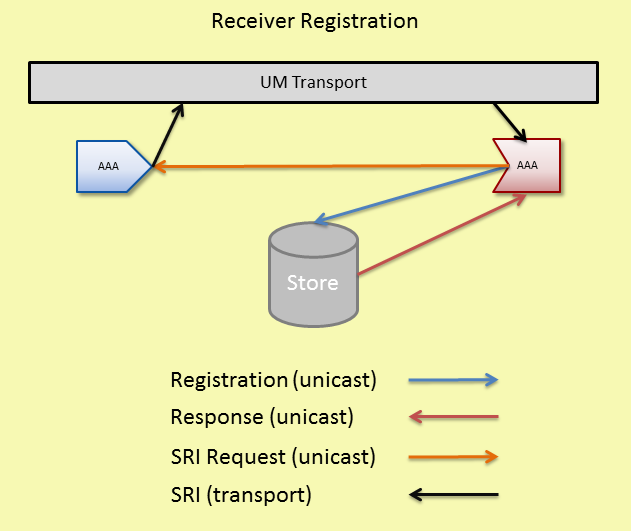 Receiver Registration
UM Transport
AAA
AAA
Store
Registration (unicast)
Response (unicast)
SRI Request (unicast)
SRI (transport)